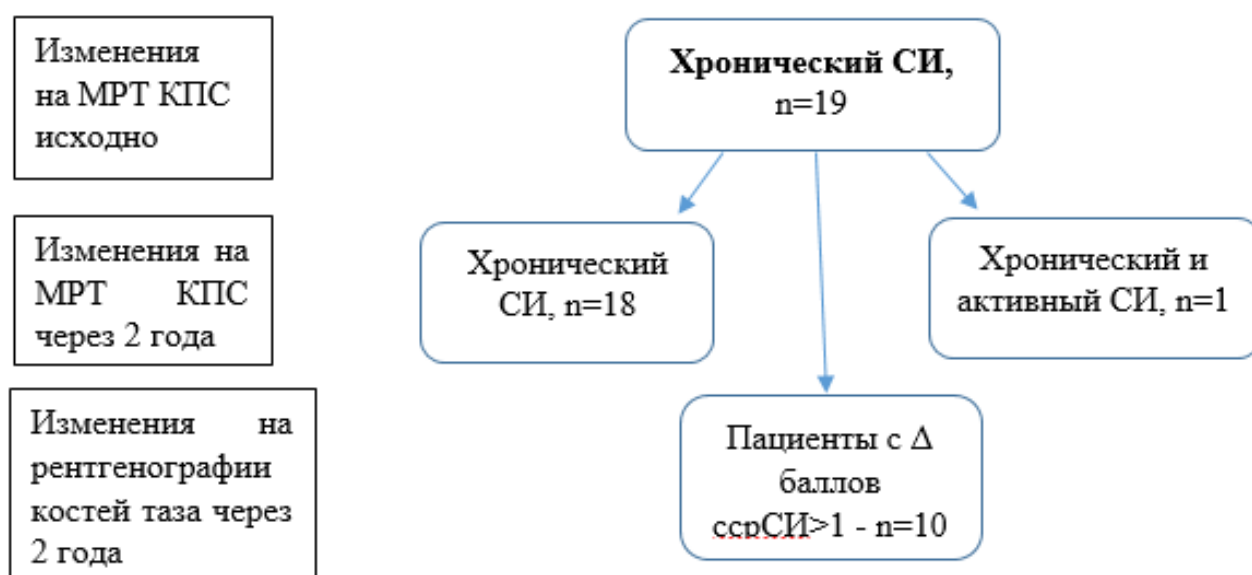 Изменения
на МРТ КПС
исходно
Хронический СИ,
n=19
Изменения на
МРТ КПС
через 2 года
Хронический
СИ, n=18
Хронический и
активный СИ, n=1
Изменения на
рентгенографии
костей таза через
2 года
Пациенты с Δ
баллов
ссрСИ>1 - n=10